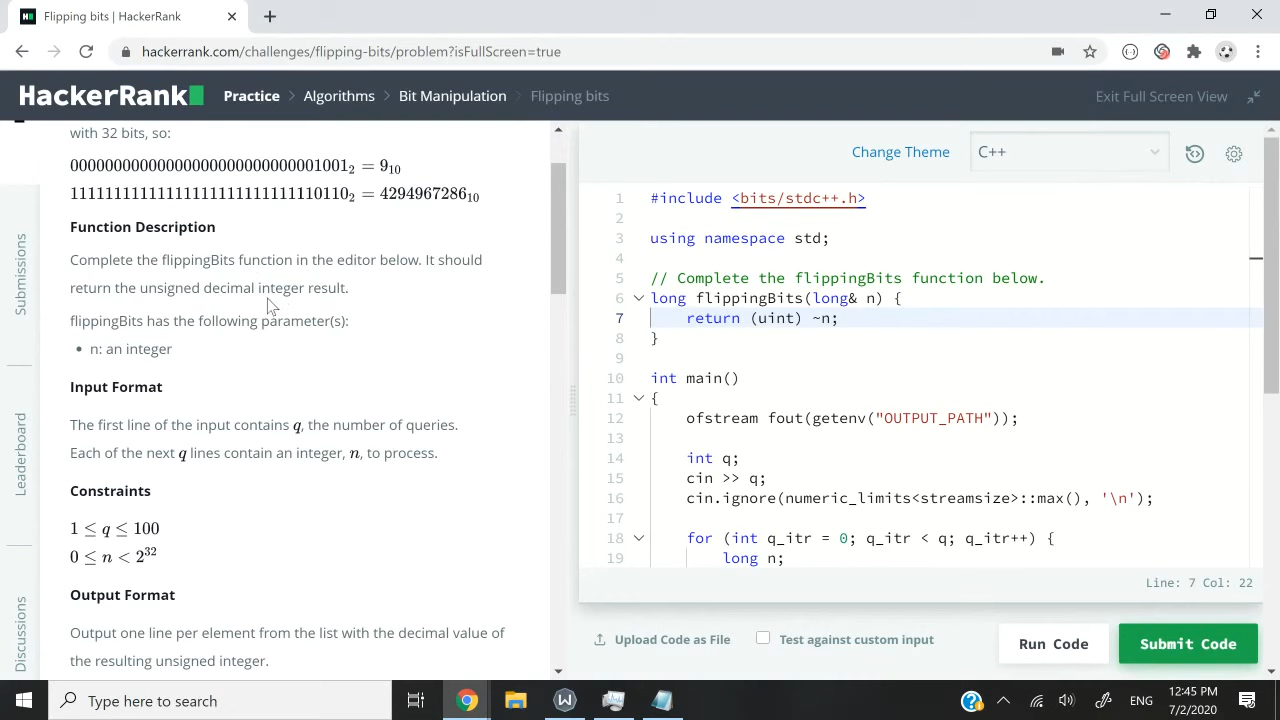 Flipping bits | HackerRank
hackerrank.com/challenges/flipping-bits/problem?isFullScreen=true
HackerRank
Practice > Algorithms > Bit Manipulation > Flipping bits
Exit Full Screen View
Submissions
Leaderboard
Discussions
with 32 bits, so:
00000000000000000000000000001001₂ = 9₁₀
11111111111111111111111111110110₂ = 4294967286₁₀
Function Description
Complete the flippingBits function in the editor below. It should
return the unsigned decimal integer result.
flippingBits has the following parameter(s):
• n: an integer
Input Format
The first line of the input contains q, the number of queries.
Each of the next q lines contain an integer, n, to process.
Constraints
1 ≤ q ≤ 100
0 ≤ n < 2³²
Output Format
Output one line per element from the list with the decimal value of
the resulting unsigned integer.
Change Theme
C++
1 #include <bits/stdc++.h>
2
3 using namespace std;
4
5 // Complete the flippingBits function below.
6 long flippingBits(long& n) {
7 return (uint) ~n;
8 }
9
10 int main()
11 {
12 ofstream fout(getenv("OUTPUT_PATH"));
13
14 int q;
15 cin >> q;
16 cin.ignore(numeric_limits<streamsize>::max(), '\n');
17
18 for (int q_itr = 0; q_itr < q; q_itr++) {
19 long n;
Line: 7 Col: 22
Upload Code as File
Test against custom input
Run Code
Submit Code
Type here to search
ENG
12:45 PM
7/2/2020